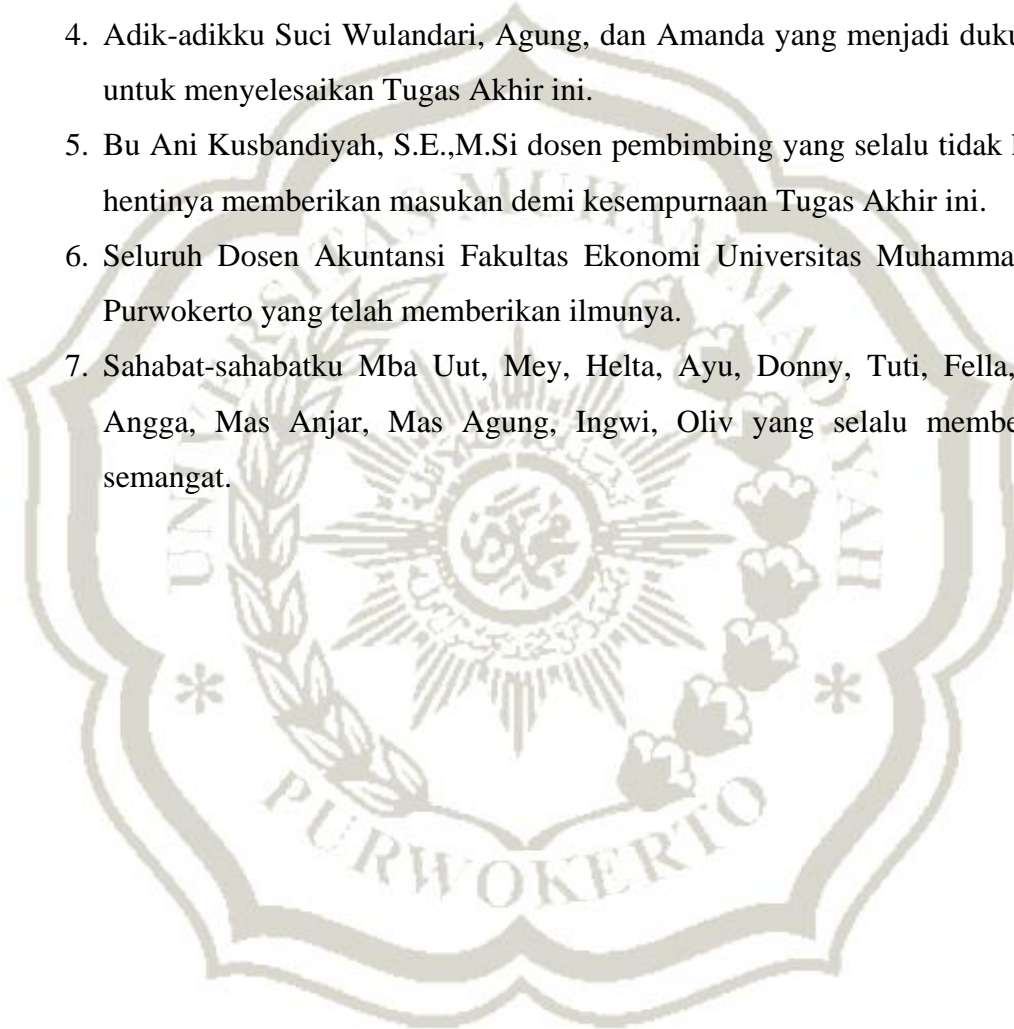 4. Adik-adikku Suci Wulandari, Agung, dan Amanda yang menjadi
untuk menyelesaikan Tugas Akhir ini.
5. Bu Ani Kusbandiyah, S.E.,M.Si dosen pembimbing yang selalu tidak
hentinya memberikan masukan demi kesempurnaan Tugas Akhir ini.
6. Seluruh Dosen Akuntansi Fakultas Ekonomi Universitas
Purwokerto yang telah memberikan ilmunya.
7. Sahabat-sahabatku Mba Uut, Mey, Helta, Ayu, Donny, Tuti, Fella,
Angga, Mas Anjar, Mas Agung, Ingwi, Oliv yang selalu
semangat.
UNIVERSITAS MUHAMMADIYAH
PURWOKERTO